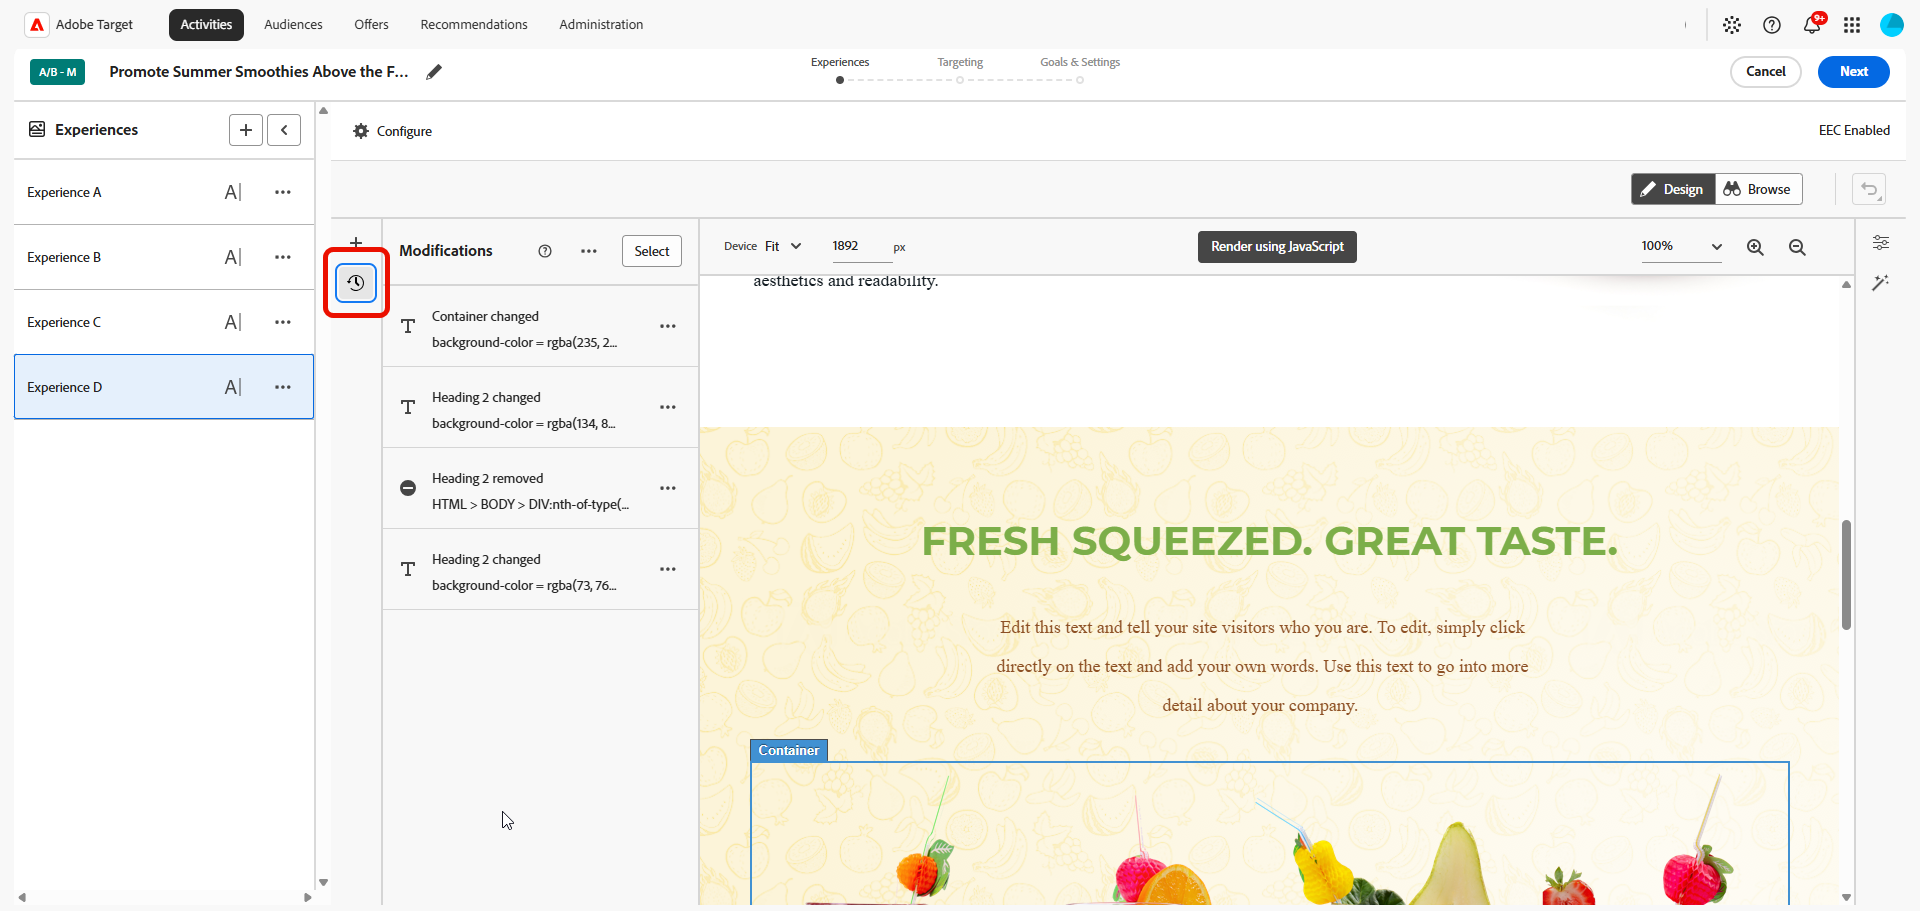 Adobe Target
Activities
Audiences
Offers
Recommendations
Administration
9+
A/B - M
Promote Summer Smoothies Above the F...
Experiences
Targeting
Goals & Settings
Cancel
Next
Experiences
Configure
EEC Enabled
Experience A
Experience B
Experience C
Experience D
Design
Browse
Modifications
Select
Device
Fit
1892
px
Render using JavaScript
100%
Container changed
background-color = rgba(235, 2...
Heading 2 changed
background-color = rgba(134, 8...
Heading 2 removed
HTML > BODY > DIV:nth-of-type(...
Heading 2 changed
background-color = rgba(73, 76...
aesthetics and readability.
FRESH SQUEEZED. GREAT TASTE.
Edit this text and tell your site visitors who you are. To edit, simply click
directly on the text and add your own words. Use this text to go into more
detail about your company.
Container